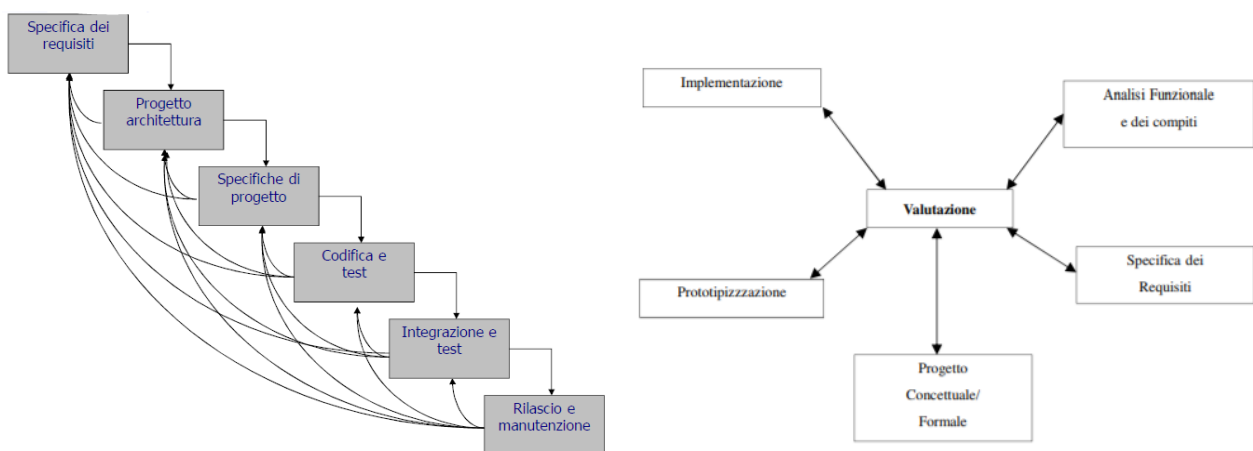 Specifica dei
requisiti
Progetto
architettura
Specifiche di
progetto
Codifica e
test
Integrazione e
test
Rilascio e
manutenzione
Implementazione
Analisi Funzionale
e dei compiti
Valutazione
Prototipizzzazione
Specifica dei
Requisiti
Progetto
Concettuale/
Formale